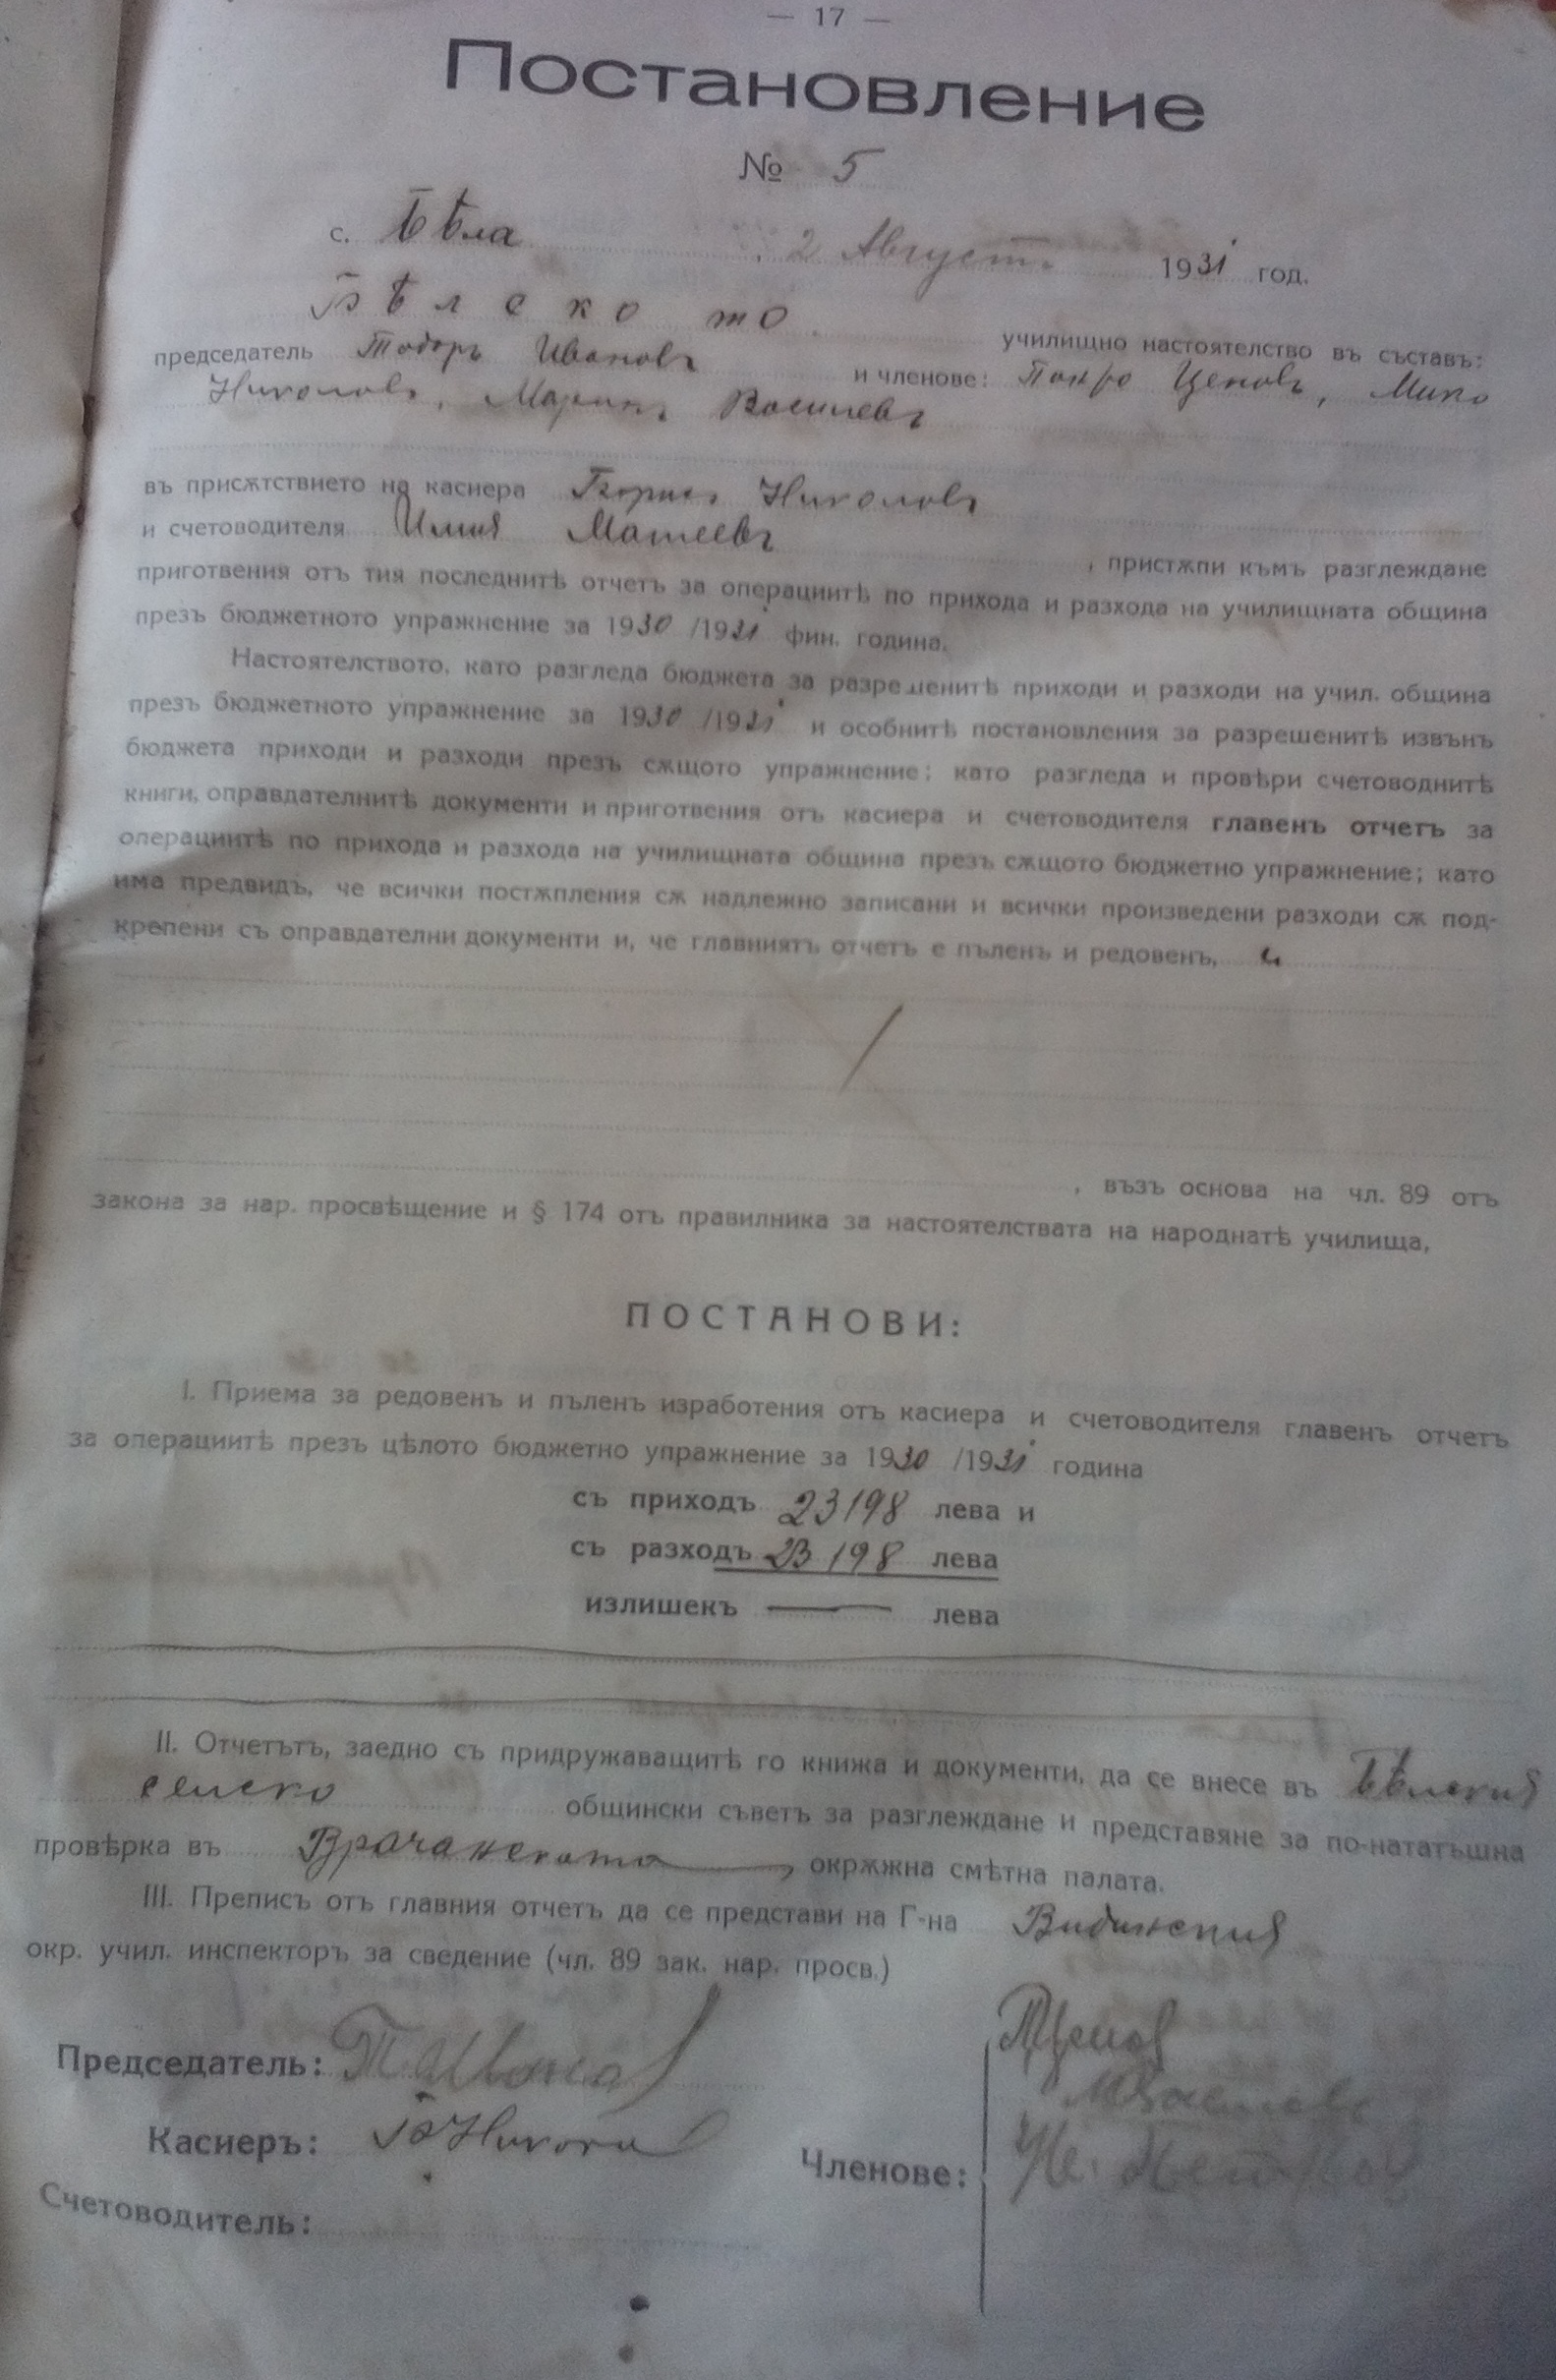 — 17 —
Постановление
№ 5
с. Бѣла 2 Августъ 1931 год.
Бѣлско то училищно настоятелство въ съставъ:
председатель Тодоръ Ивановъ и членове: Ценовъ, Мико
Николовъ, Маринъ Василевъ
въ присѫтствието на касиера Борисъ Николовъ
и счетоводителя Илия Матеевъ , пристѫпи къмъ разглеждане
приготвения отъ тия последнитѣ отчетъ за операциитѣ по прихода и разхода на училищната община
презъ бюджетното упражнение за 1930 /1931 фин. година.
Настоятелството, като разгледа бюджета за разрешенитѣ приходи и разходи на учил. община
презъ бюджетното упражнение за 1930 /1931 и особнитѣ постановления за разрешенитѣ извънъ
бюджета приходи и разходи презъ сѫщото упражнение; като разгледа и провѣри счетоводнитѣ
книги, оправдателнитѣ документи и приготвения отъ касиера и счетоводителя главенъ отчетъ за
операциитѣ по прихода и разхода на училищната община презъ сѫщото бюджетно упражнение; като
има предвидъ, че всички постѫпления сѫ надлежно записани и всички произведени разходи сѫ под-
крепени съ оправдателни документи и, че главниятъ отчетъ е пъленъ и редовенъ, и
, възъ основа на чл. 89 отъ
закона за нар. просвѣщение и § 174 отъ правилника за настоятелствата на народнатѣ училища,
ПОСТАНОВИ:
I. Приема за редовенъ и пъленъ изработения отъ касиера и счетоводителя главенъ отчетъ
за операциитѣ презъ цѣлото бюджетно упражнение за 1930 /1931 година
съ приходъ 23198 лева и
съ разходъ 23198 лева
излишекъ — лева
II. Отчетътъ, заедно съ придружаващитѣ го книжа и документи, да се внесе въ Бѣлския
селско общински съветъ за разглеждане и представяне за по-нататъшна
провѣрка въ Врачанската окрѫжна смѣтна палата.
III. Преписъ отъ главния отчетъ да се представи на Г-на Видинския
окр. учил. инспекторъ за сведение (чл. 89 зак. нар. просв.)
Председатель: Т Иванов
Касиеръ: Б Николов
Членове:
Ценов
М Василевъ
Счетоводитель: